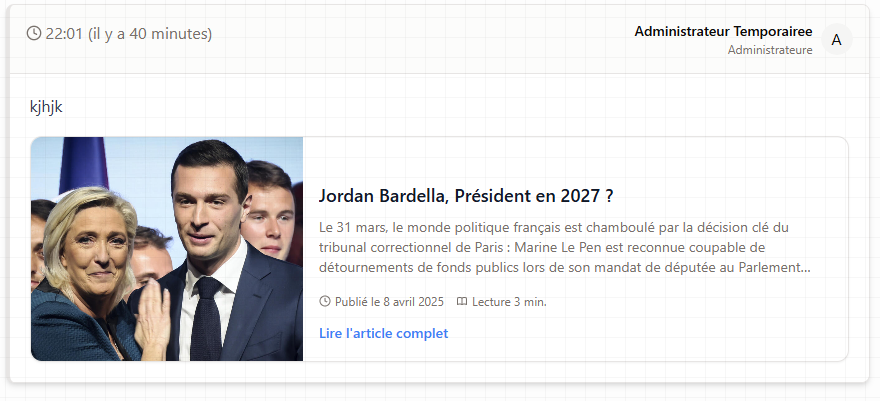 22:01 (il y a 40 minutes)
Administrateur Temporairee
Administrateure
A
kjhjk
Jordan Bardella, Président en 2027 ?
Le 31 mars, le monde politique français est chamboulé par la décision clé du
tribunal correctionnel de Paris : Marine Le Pen est reconnue coupable de
détournements de fonds publics lors de son mandat de députée au Parlement...
Publié le 8 avril 2025
Lecture 3 min.
Lire l'article complet